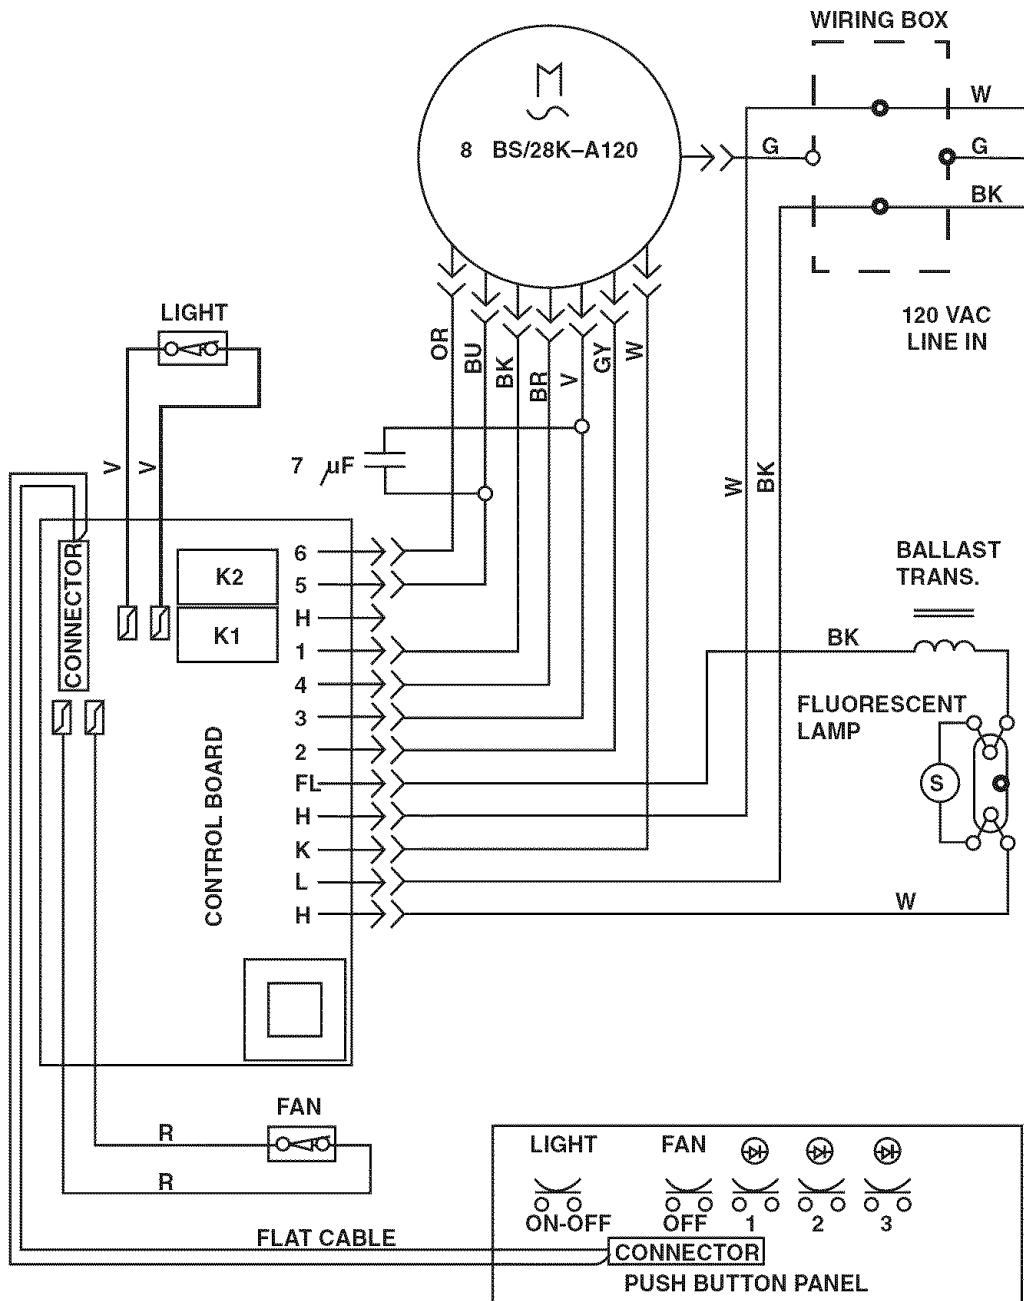 WIRING BOX
M
8 BS/28K–A120
W
G
G
BK
120 VAC
LINE IN
LIGHT
OR
BU
BK
BR
V
GY
W
V
V
7 µF
W
BK
CONNECTOR
K2
K1
6
5
H
1
4
3
2
FL
H
K
L
H
CONTROL BOARD
BALLAST
TRANS.
BK
FLUORESCENT
LAMP
S
W
FAN
R
R
LIGHT
FAN
ON-OFF
OFF
1
2
3
FLAT CABLE
CONNECTOR
PUSH BUTTON PANEL